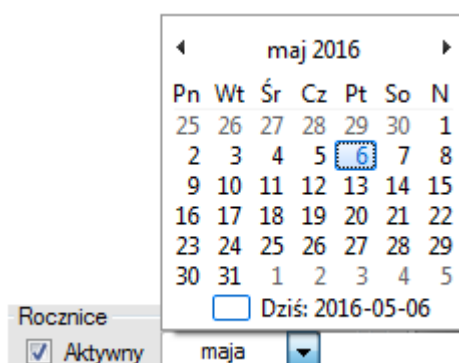 maj 2016
Pn Wt Śr Cz Pt So N
25 26 27 28 29 30 1
2 3 4 5 6 7 8
9 10 11 12 13 14 15
16 17 18 19 20 21 22
23 24 25 26 27 28 29
30 31 1 2 3 4 5
Dziś: 2016-05-06
Rocznice
Aktywny maja